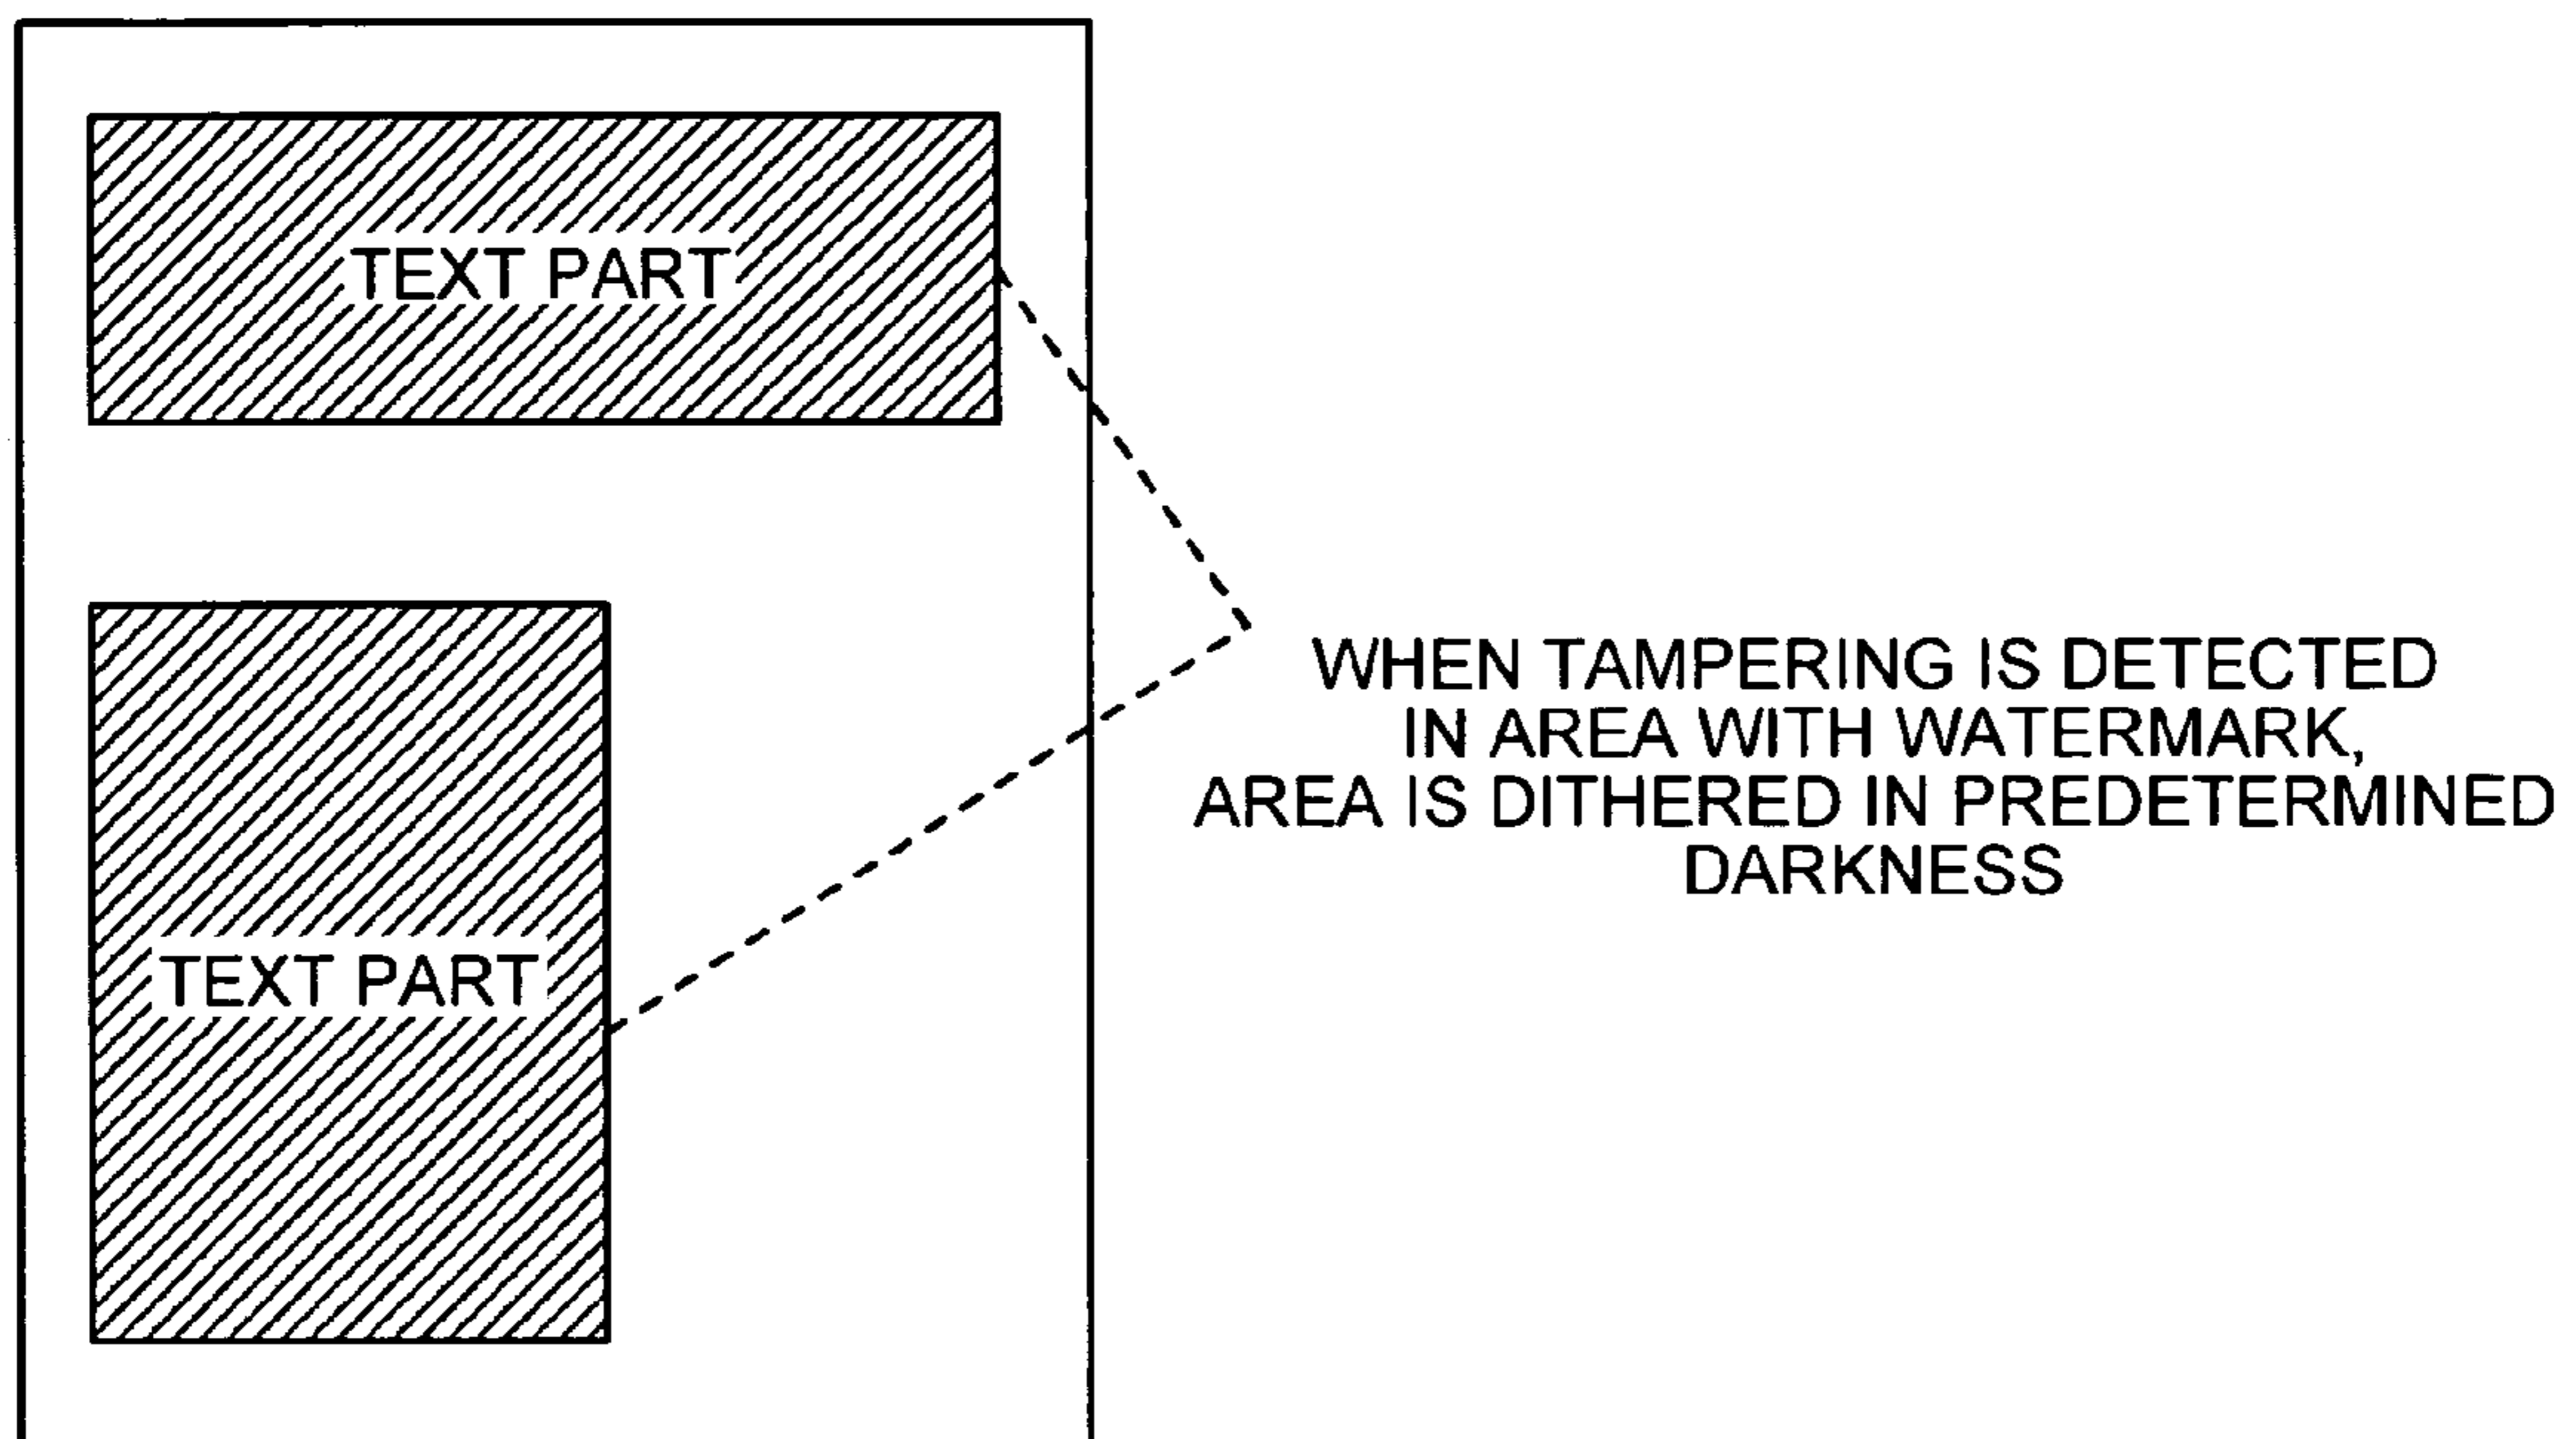 TEXT PART
WHEN TAMPERING IS DETECTED
IN AREA WITH WATERMARK,
AREA IS DITHERED IN PREDETERMINED
DARKNESS
TEXT PART